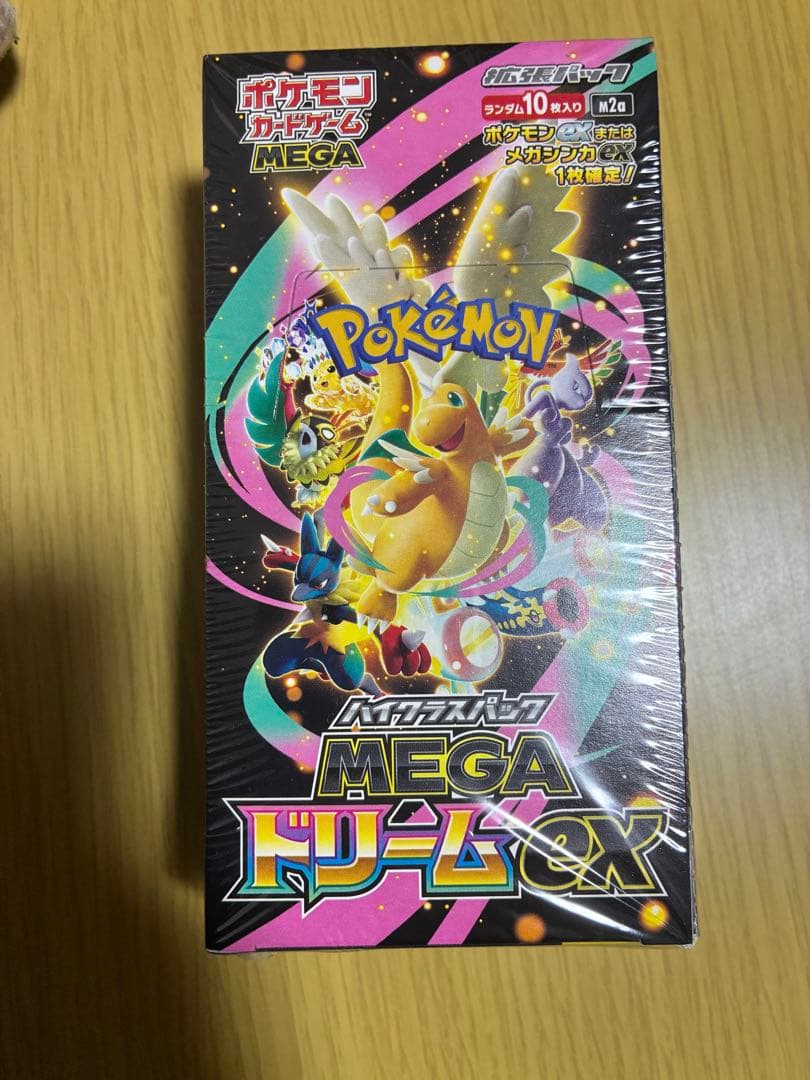 ポケモン
カードゲーム
MEGA
拡張パック
ランダム10枚入り
m2a
ポケモンexまたは
メガシンカex
1枚確定!
POKéMON
ハイクラスパック
MEGA
ドリームex